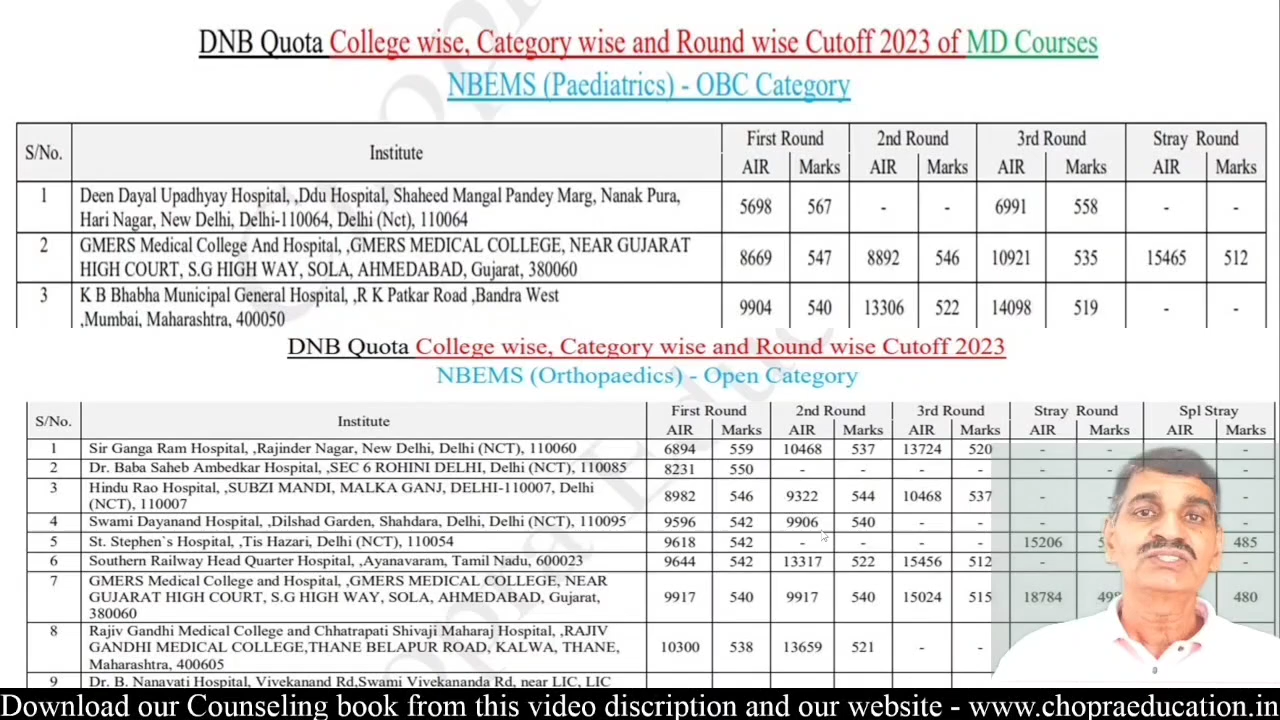 DNB Quota College wise, Category wise and Round wise Cutoff 2023 of MD Courses
NBEMS (Paediatrics) - OBC Category
S/No. Institute First Round 2nd Round 3rd Round Stray Round
AIR Marks AIR Marks AIR Marks AIR Marks
1 Deen Dayal Upadhyay Hospital, ,Ddu Hospital, Shaheed Mangal Pandey Marg, Nanak Pura,
Hari Nagar, New Delhi, Delhi-110064, Delhi (Nct), 110064 5698 567 - - 6991 558 - -
2 GMERS Medical College And Hospital, ,GMERS MEDICAL COLLEGE, NEAR GUJARAT
HIGH COURT, S.G HIGH WAY, SOLA, AHMEDABAD, Gujarat, 380060 8669 547 8892 546 10921 535 15465 512
3 K B Bhabha Municipal General Hospital, ,R K Patkar Road ,Bandra West
,Mumbai, Maharashtra, 400050 9904 540 13306 522 14098 519 - -
DNB Quota College wise, Category wise and Round wise Cutoff 2023
NBEMS (Orthopaedics) - Open Category
S/No. Institute First Round 2nd Round 3rd Round Stray Round Spl Stray
AIR Marks AIR Marks AIR Marks AIR Marks AIR Marks
1 Sir Ganga Ram Hospital, ,Rajinder Nagar, New Delhi, Delhi (NCT), 110060 6894 559 10468 537 13724 520 - - -
2 Dr. Baba Saheb Ambedkar Hospital ,SEC 6 ROHINI DELHI, Delhi (NCT), 110085 8231 550 - - - - - - -
3 Hindu Rao Hospital, ,SUBZI MANDI, MALKA GANJ, DELHI-110007, Delhi
(NCT), 110007 8982 546 9322 544 10468 537 - - -
4 Swami Dayanand Hospital, ,Dilshad Garden, Shahdara, Delhi, Delhi (NCT), 110095 9596 542 9906 540 - - - - -
5 St. Stephen`s Hospital, ,Tis Hazari, Delhi (NCT), 110054 9618 542 - - - - 15206 485
6 Southern Railway Head Quarter Hospital, ,Ayanavaram, Tamil Nadu, 600023 9644 542 13317 522 15456 512 - - -
7 GMERS Medical College and Hospital, ,GMERS MEDICAL COLLEGE, NEAR
GUJARAT HIGH COURT, S.G HIGH WAY, SOLA, AHMEDABAD, Gujarat,
380060 9917 540 9917 540 15024 515 18784 480
8 Rajiv Gandhi Medical College and Chhatrapati Shivaji Maharaj Hospital, ,RAJIV
GANDHI MEDICAL COLLEGE,THANE BELAPUR ROAD, KALWA, THANE,
Maharashtra, 400605 10300 538 13659 521 - - - -
9 Dr. B. Nanavati Hospital, Vivekanand Rd,Swami Vivekananda Rd, near LIC, LIC
Download our Counseling book from this video discription and our website - www.chopraeducation.in